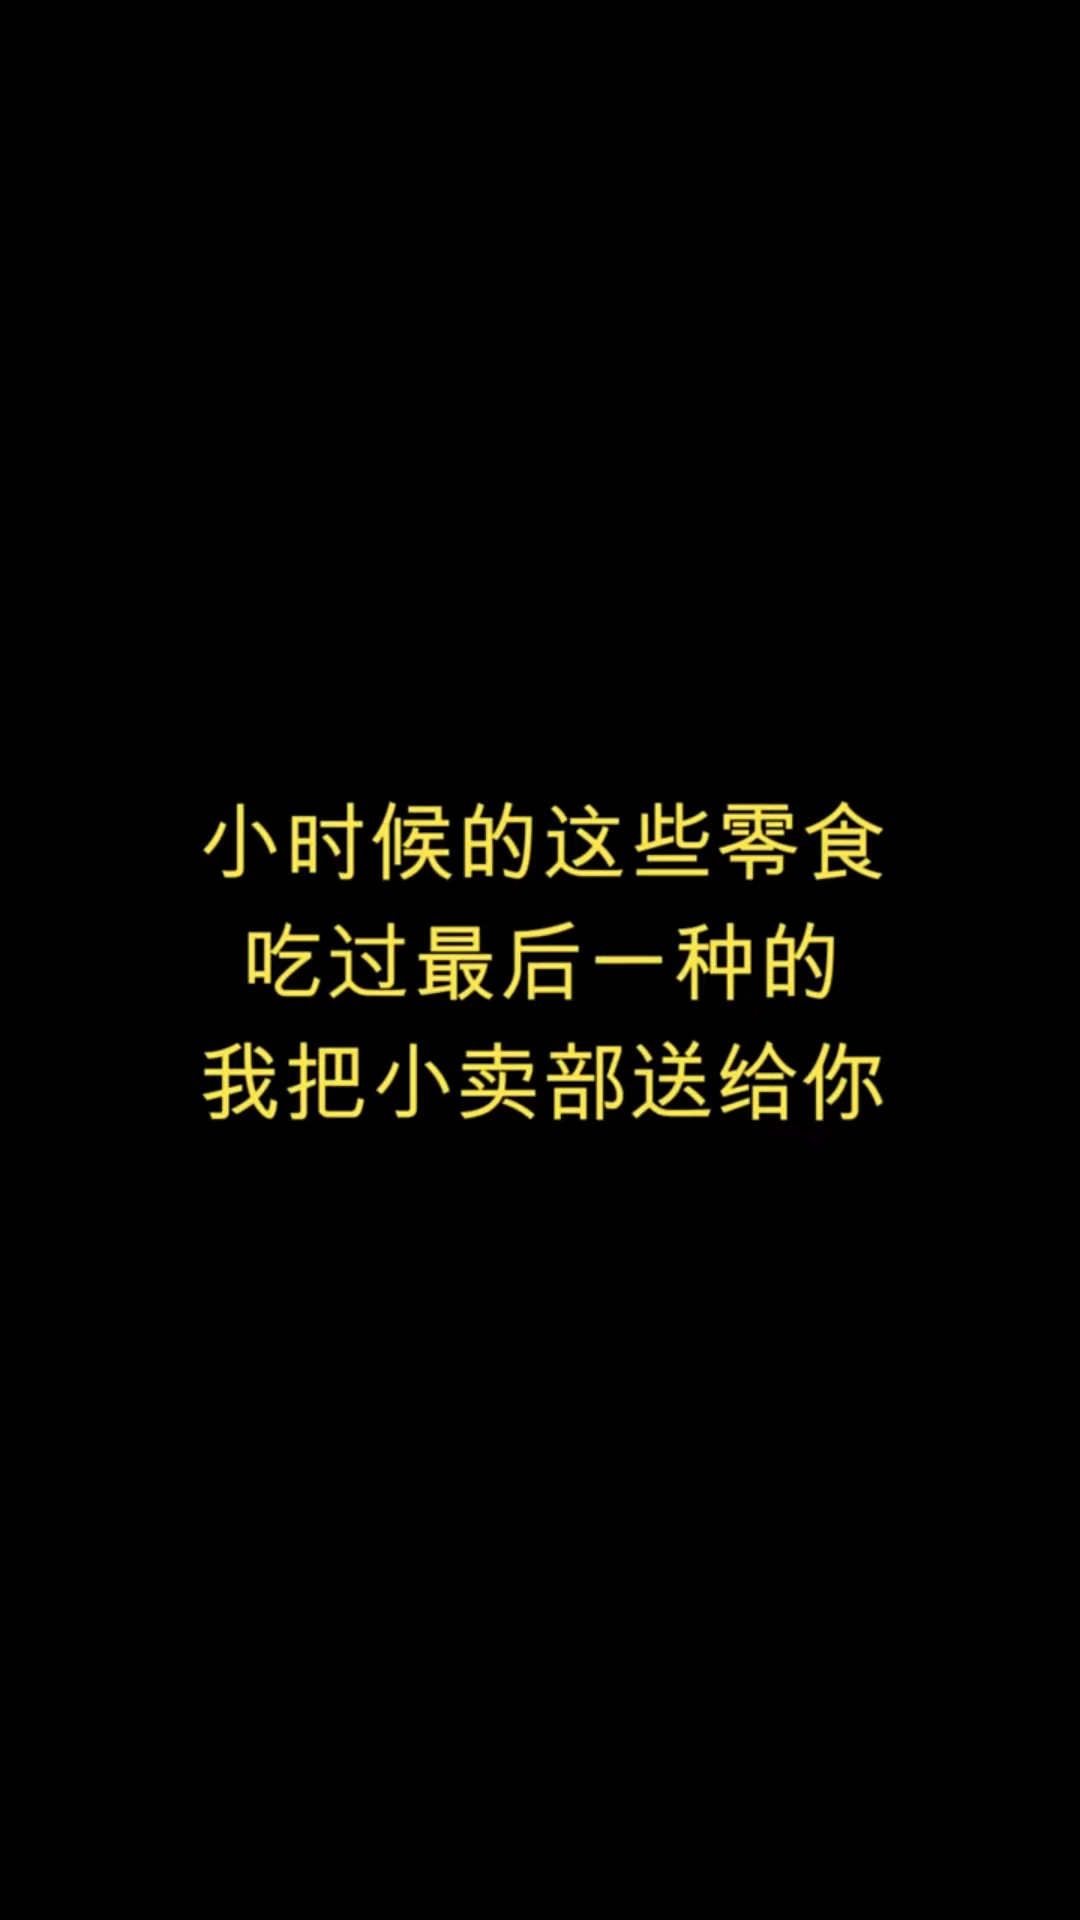 小时候的这些零食
吃过最后一种的
我把小卖部送给你